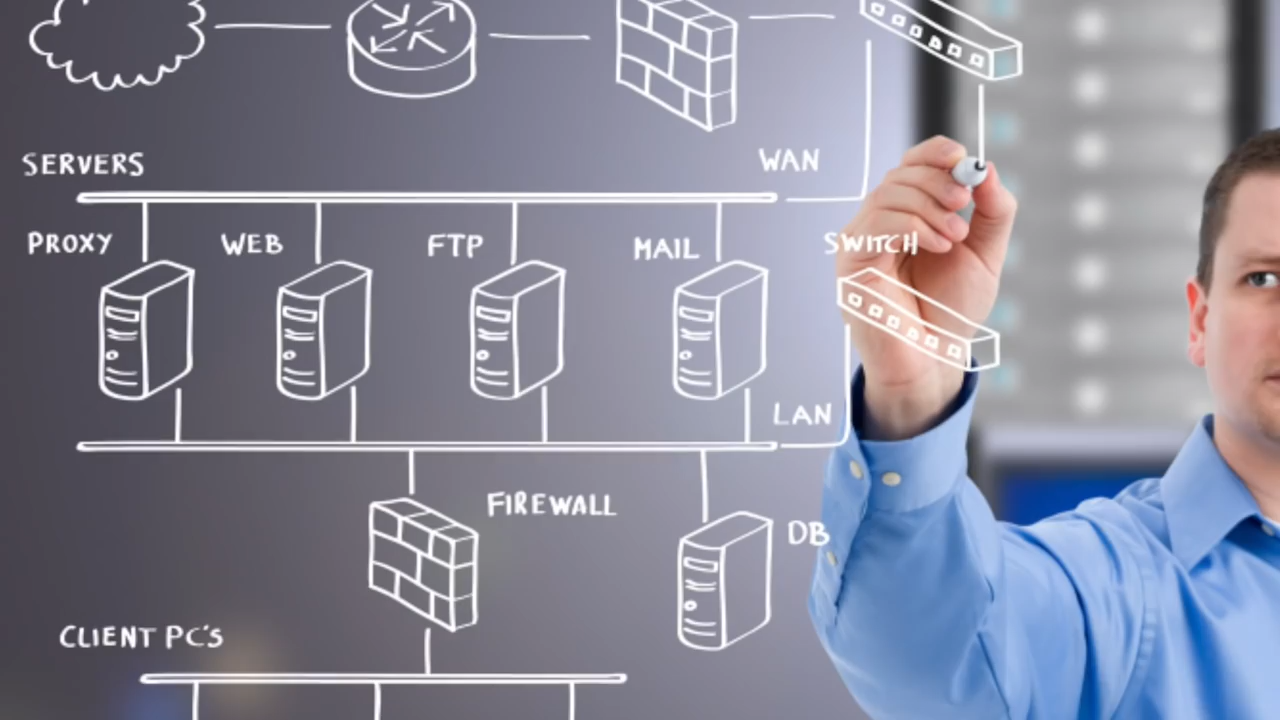 SERVERS
WAN
PROXY
WEB
FTP
MAIL
SWITCH
LAN
FIREWALL
DB
CLIENT PC'S